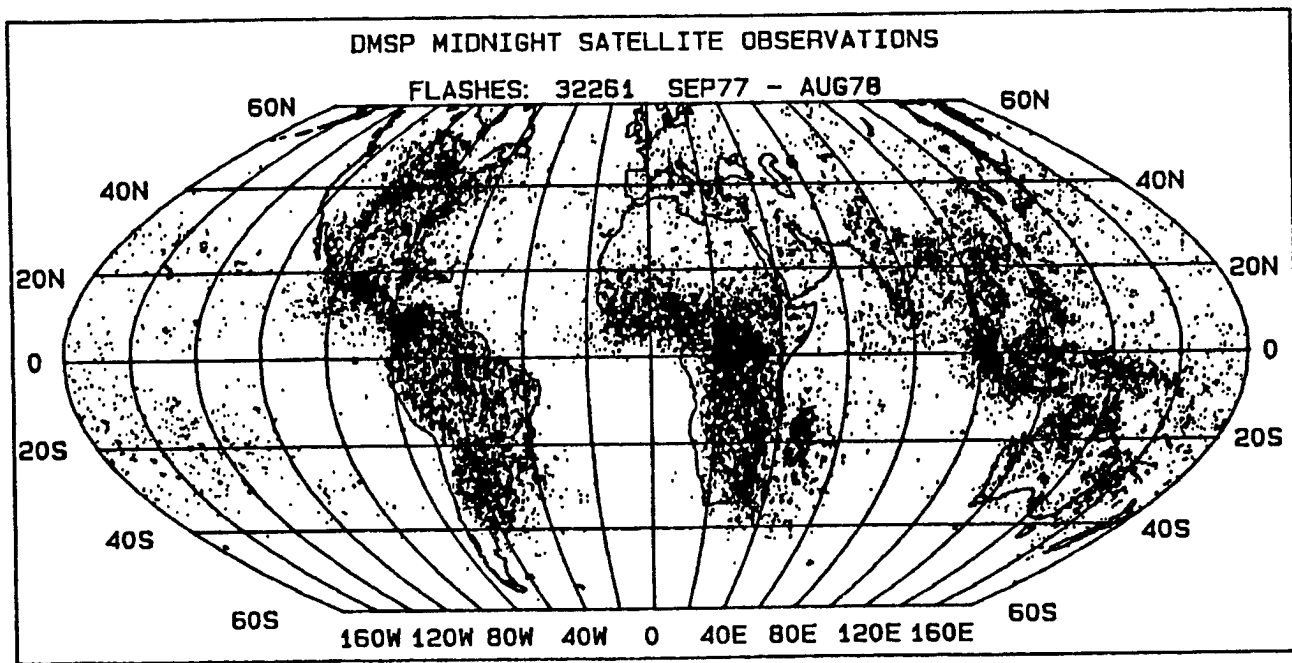 DMSP MIDNIGHT SATELLITE OBSERVATIONS
FLASHES: 32261 SEP77 - AUG78
60N 60N
40N 40N
20N 20N
0 0
20S 20S
40S 40S
60S 60S
160W 120W 80W 40W 0 40E 80E 120E 160E